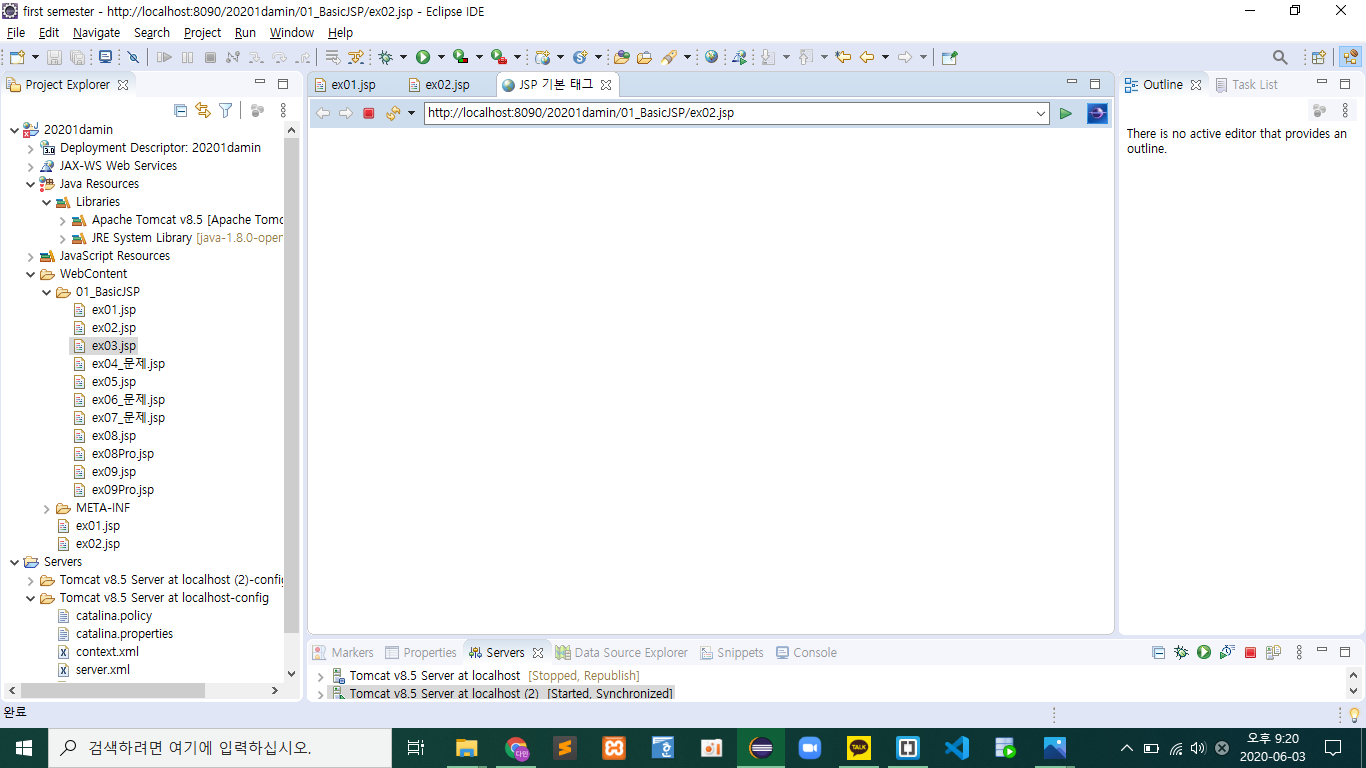 first semester - http://localhost:8090/20201damin/01_BasicJSP/ex02.jsp - Eclipse IDE
File Edit Navigate Search Project Run Window Help
Project Explorer
ex01.jsp
ex02.jsp
JSP 기본 태그
http://localhost:8090/20201damin/01_BasicJSP/ex02.jsp
Outline
Task List
There is no active editor that provides an
outline.
20201damin
Deployment Descriptor: 20201damin
JAX-WS Web Services
Java Resources
Libraries
Apache Tomcat v8.5 [Apache Tomc
JRE System Library [java-1.8.0-oper
JavaScript Resources
WebContent
01_BasicJSP
ex01.jsp
ex02.jsp
ex03.jsp
ex04_문제.jsp
ex05.jsp
ex06_문제.jsp
ex07_문제.jsp
ex08.jsp
ex08Pro.jsp
ex09.jsp
ex09Pro.jsp
META-INF
ex01.jsp
ex02.jsp
Servers
Tomcat v8.5 Server at localhost (2)-config
Tomcat v8.5 Server at localhost-config
catalina.policy
catalina.properties
context.xml
server.xml
Markers Properties Servers Data Source Explorer Snippets Console
Tomcat v8.5 Server at localhost [Stopped, Republish]
Tomcat v8.5 Server at localhost (2) [Started, Synchronized]
완료
검색하려면 여기에 입력하십시오.
다인
TALK
오후 9:20
2020-06-03